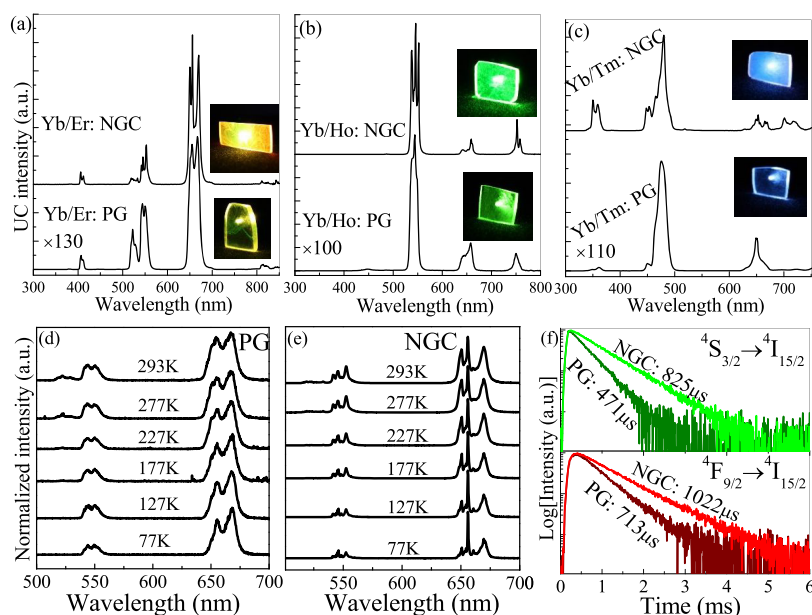 (a)
UC intensity (a.u.)
Yb/Er: NGC
Yb/Er: PG
×130
300 400 500 600 700 800
Wavelength (nm)
(b)
Yb/Ho: NGC
Yb/Ho: PG
×100
300 400 500 600 700 800
Wavelength (nm)
(c)
Yb/Tm: NGC
Yb/Tm: PG
×110
300 400 500 600 700
Wavelength (nm)
(d)
PG
Normalized intensity (a.u.)
293K
277K
227K
177K
127K
77K
500 550 600 650 700
Wavelength (nm)
(e)
NGC
293K
277K
227K
177K
127K
77K
550 600 650 700
Wavelength (nm)
(f)
Log[Intensity (a.u.)]
⁴S₃/₂→⁴I₁₅/₂
NGC: 825μs
PG: 471μs
⁴F₉/₂→⁴I₁₅/₂
NGC: 1022μs
PG: 713μs
0 1 2 3 4 5 6
Time (ms)